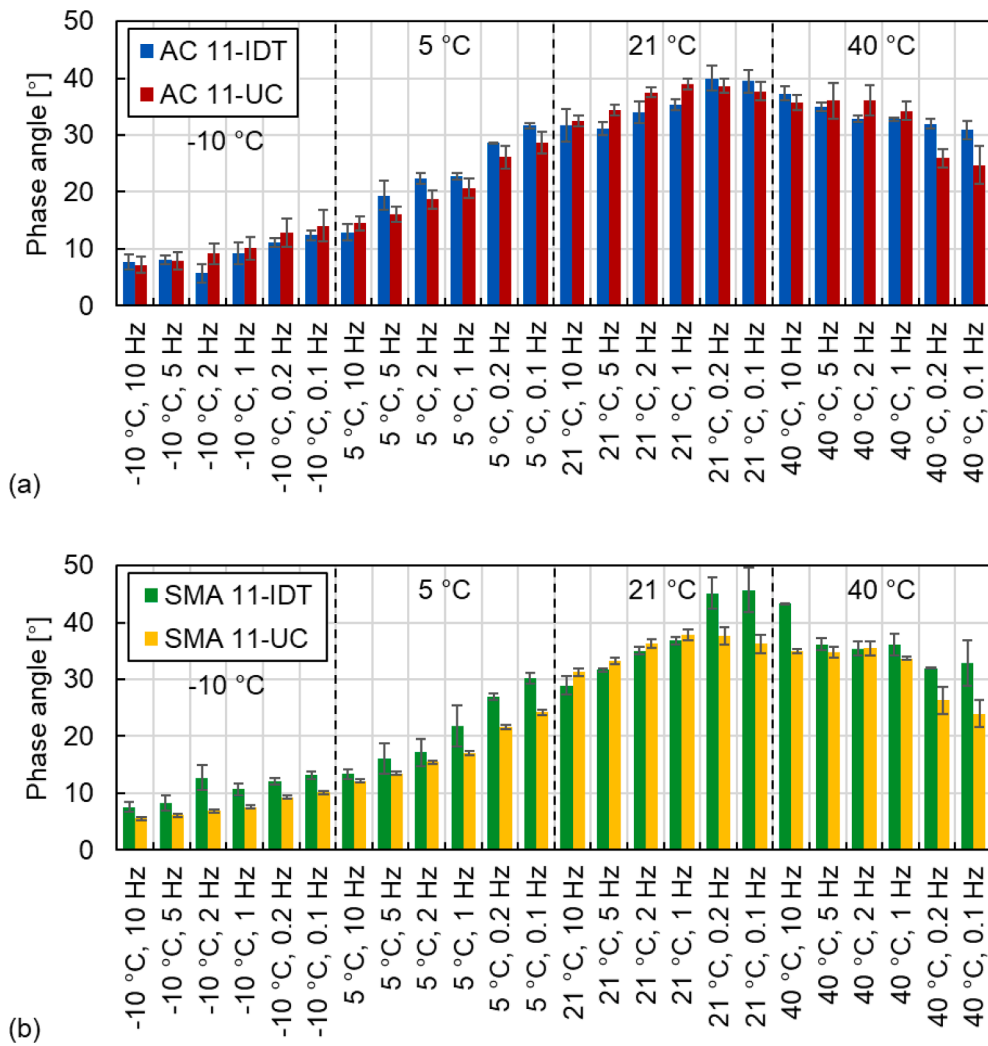 50
40
30
20
10
0
Phase angle [°]
AC 11-IDT
AC 11-UC
-10 °C
5 °C
21 °C
40 °C
-10 °C, 10 Hz
-10 °C, 5 Hz
-10 °C, 2 Hz
-10 °C, 1 Hz
-10 °C, 0.2 Hz
-10 °C, 0.1 Hz
5 °C, 10 Hz
5 °C, 5 Hz
5 °C, 2 Hz
5 °C, 1 Hz
5 °C, 0.2 Hz
5 °C, 0.1 Hz
21 °C, 10 Hz
21 °C, 5 Hz
21 °C, 2 Hz
21 °C, 1 Hz
21 °C, 0.2 Hz
21 °C, 0.1 Hz
40 °C, 10 Hz
40 °C, 5 Hz
40 °C, 2 Hz
40 °C, 1 Hz
40 °C, 0.2 Hz
40 °C, 0.1 Hz
(a)
50
40
30
20
10
0
Phase angle [°]
SMA 11-IDT
SMA 11-UC
-10 °C
5 °C
21 °C
40 °C
-10 °C, 10 Hz
-10 °C, 5 Hz
-10 °C, 2 Hz
-10 °C, 1 Hz
-10 °C, 0.2 Hz
-10 °C, 0.1 Hz
5 °C, 10 Hz
5 °C, 5 Hz
5 °C, 2 Hz
5 °C, 1 Hz
5 °C, 0.2 Hz
5 °C, 0.1 Hz
21 °C, 10 Hz
21 °C, 5 Hz
21 °C, 2 Hz
21 °C, 1 Hz
21 °C, 0.2 Hz
21 °C, 0.1 Hz
40 °C, 10 Hz
40 °C, 5 Hz
40 °C, 2 Hz
40 °C, 1 Hz
40 °C, 0.2 Hz
40 °C, 0.1 Hz
(b)